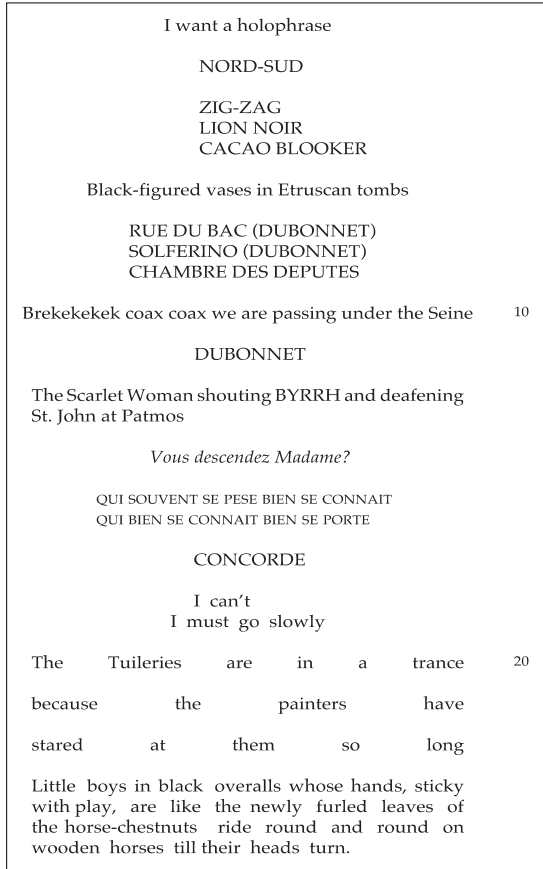 I want a holophrase
NORD-SUD
ZIG-ZAG
LION NOIR
CACAO BLOOKER
Black-figured vases in Etruscan tombs
RUE DU BAC (DUBONNET)
SOLFERINO (DUBONNET)
CHAMBRE DES DEPUTES
Brekekekek coax coax we are passing under the Seine 10
DUBONNET
The Scarlet Woman shouting BYRRH and deafening
St. John at Patmos
Vous descendez Madame?
QUI SOUVENT SE PESE BIEN SE CONNAIT
QUI BIEN SE CONNAIT BIEN SE PORTE
CONCORDE
I can't
I must go slowly
The Tuileries are in a trance 20
because the painters have
stared at them so long
Little boys in black overalls whose hands, sticky
with play, are like the newly furled leaves of
the horse-chestnuts ride round and round on
wooden horses till their heads turn.